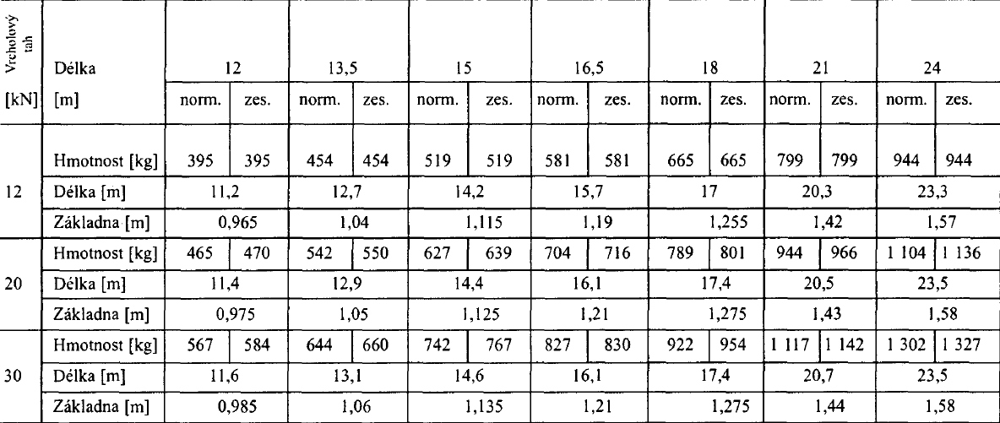 Vrcholový tah
Délka 12 13,5 15 16,5 18 21 24
[kN] [m] norm. zes. norm. zes. norm. zes. norm. zes. norm. zes. norm. zes. norm. zes.
Hmotnost [kg] 395 395 454 454 519 519 581 581 665 665 799 799 944 944
12 Délka [m] 11,2 12,7 14,2 15,7 17 20,3 23,3
Základna [m] 0,965 1,04 1,115 1,19 1,255 1,42 1,57
Hmotnost [kg] 465 470 542 550 627 639 704 716 789 801 944 966 1 104 1 136
20 Délka [m] 11,4 12,9 14,4 16,1 17,4 20,5 23,5
Základna [m] 0,975 1,05 1,125 1,21 1,275 1,43 1,58
Hmotnost [kg] 567 584 644 660 742 767 827 830 922 954 1 117 1 142 1 302 1 327
30 Délka [m] 11,6 13,1 14,6 16,1 17,4 20,7 23,5
Základna [m] 0,985 1,06 1,135 1,21 1,275 1,44 1,58